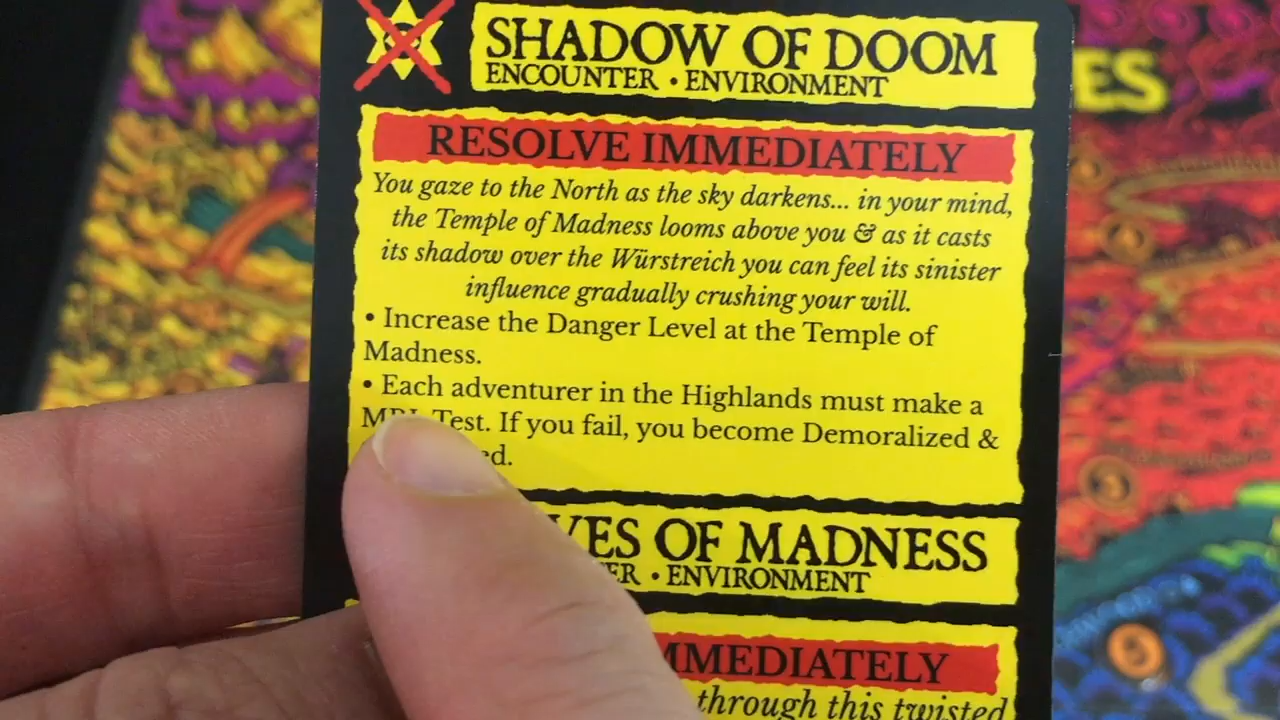 SHADOW OF DOOM
ENCOUNTER • ENVIRONMENT
RESOLVE IMMEDIATELY
You gaze to the North as the sky darkens... in your mind,
the Temple of Madness looms above you & as it casts
its shadow over the Würstreich you can feel its sinister
influence gradually crushing your will.
• Increase the Danger Level at the Temple of
Madness.
• Each adventurer in the Highlands must make a
Test. If you fail, you become Demoralized &
OF MADNESS
• ENVIRONMENT
through this twisted
ES
9